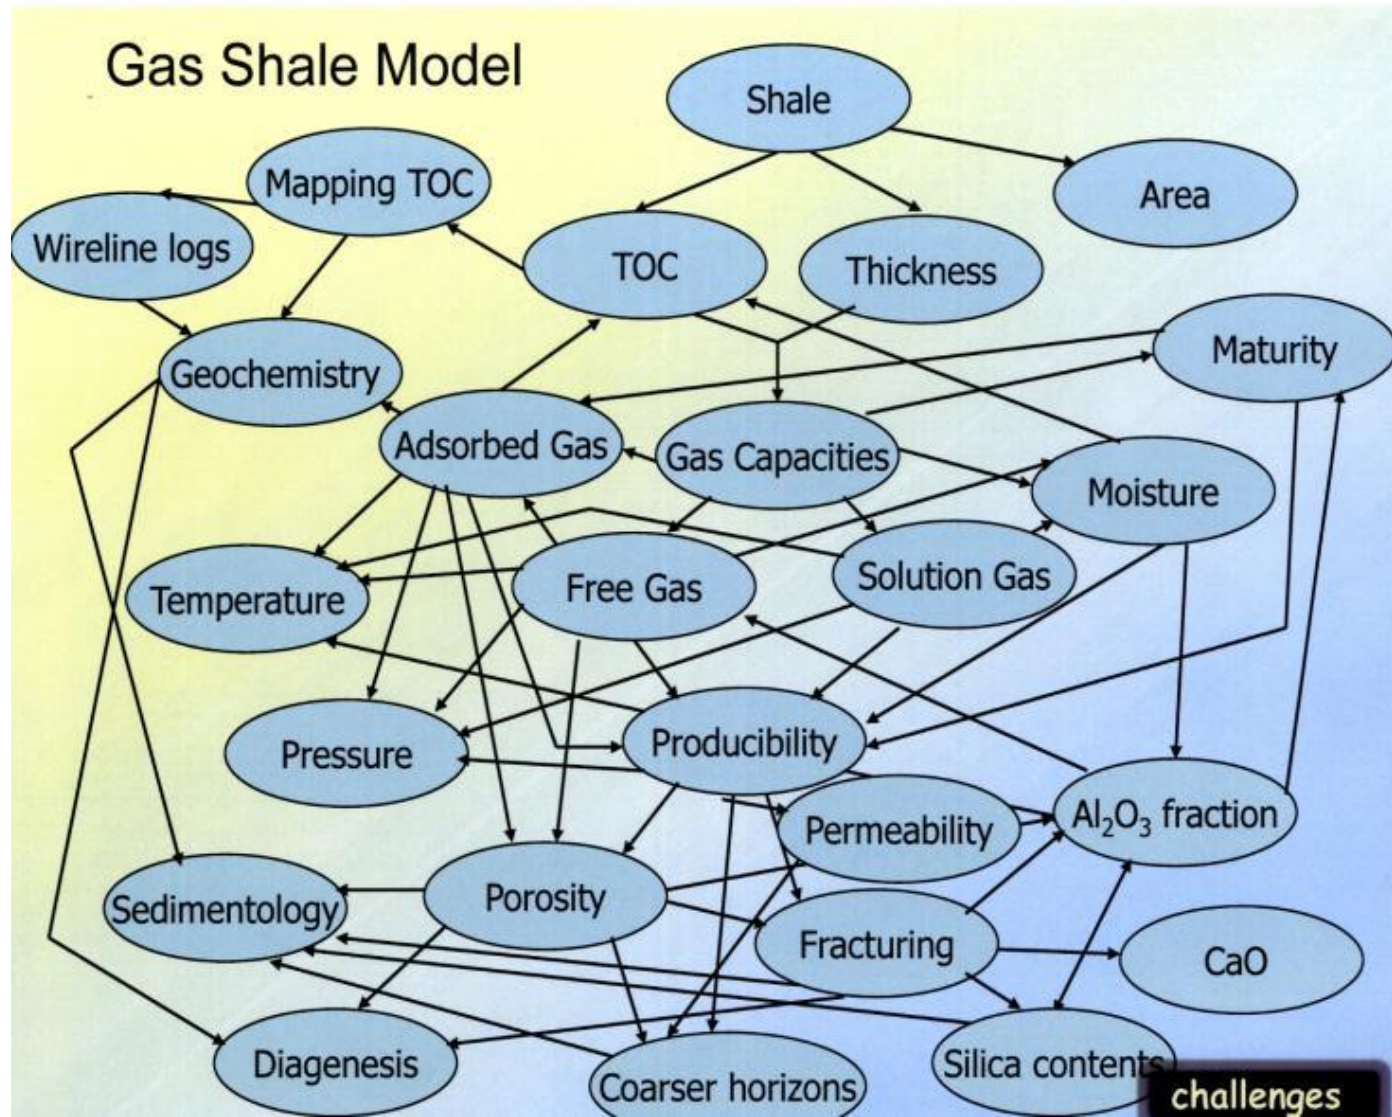 Gas Shale Model
Shale
Mapping TOC
Area
Wireline logs
TOC
Thickness
Maturity
Geochemistry
Adsorbed Gas
Gas Capacities
Moisture
Temperature
Free Gas
Solution Gas
Pressure
Producibility
Permeability
Al₂O₃ fraction
Sedimentology
Porosity
Fracturing
CaO
Diagenesis
Coarser horizons
Silica contents
challenges